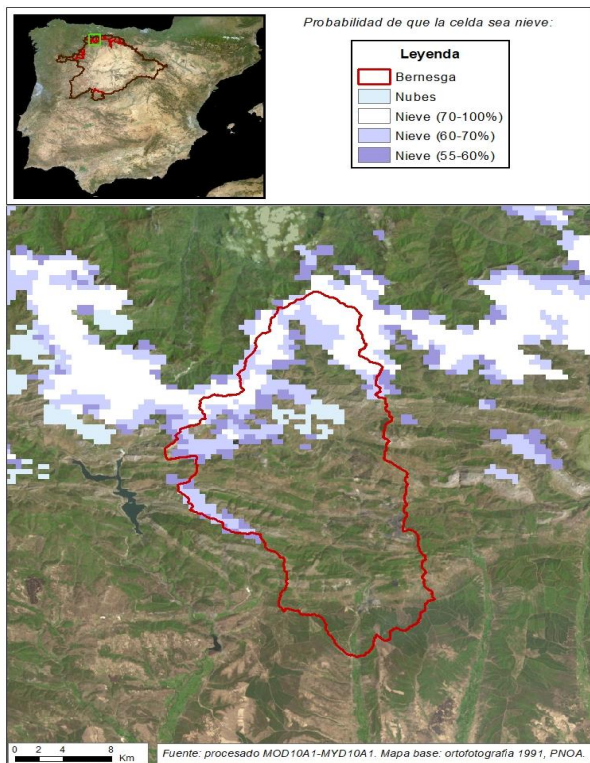 Probabilidad de que la celda sea nieve:
Leyenda
Bernesga
Nubes
Nieve (70-100%)
Nieve (60-70%)
Nieve (55-60%)
0 2 4 8
Km
Fuente: procesado MOD10A1-MYD10A1. Mapa base: ortofotografía 1991, PNOA.